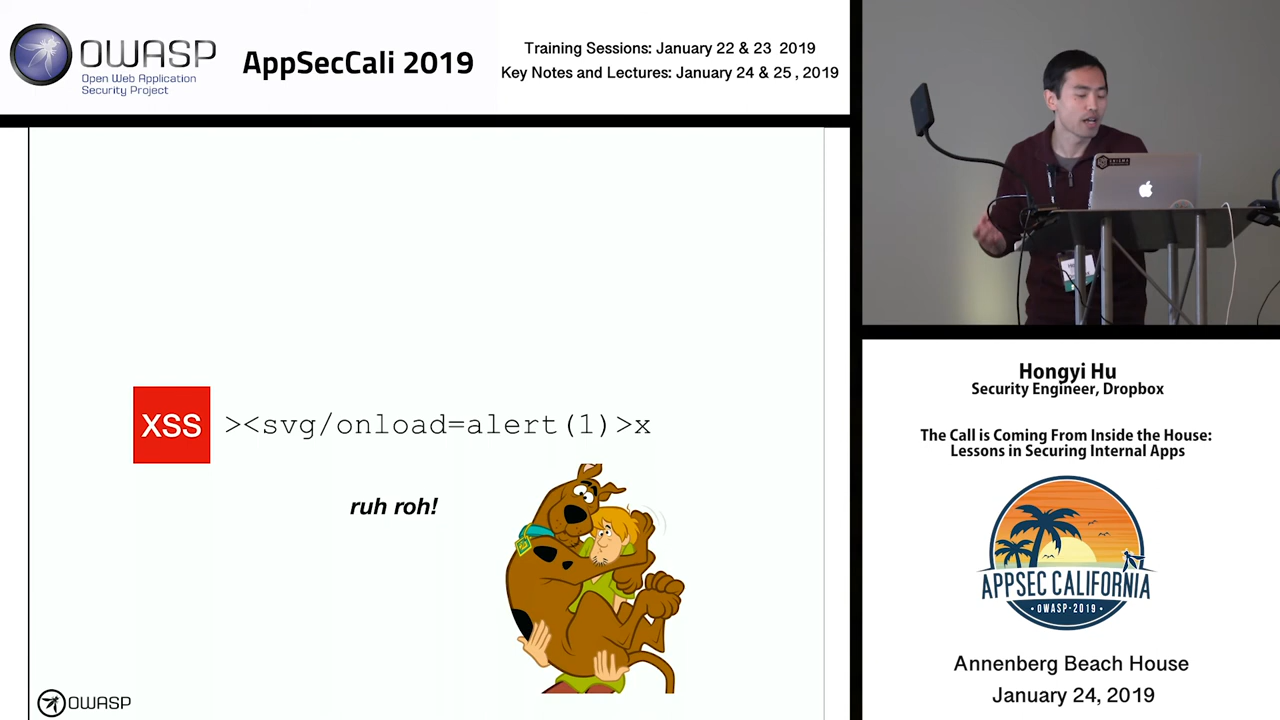 OWASP
Open Web Application
Security Project
AppSecCali 2019
Training Sessions: January 22 & 23 2019
Key Notes and Lectures: January 24 & 25 , 2019
XSS ><svg/onload=alert(1)>x
ruh roh!
OWASP
Hongyi Hu
Security Engineer, Dropbox
The Call is Coming From Inside the House:
Lessons in Securing Internal Apps
APPSEC CALIFORNIA
OWASP-2019
Annenberg Beach House
January 24, 2019